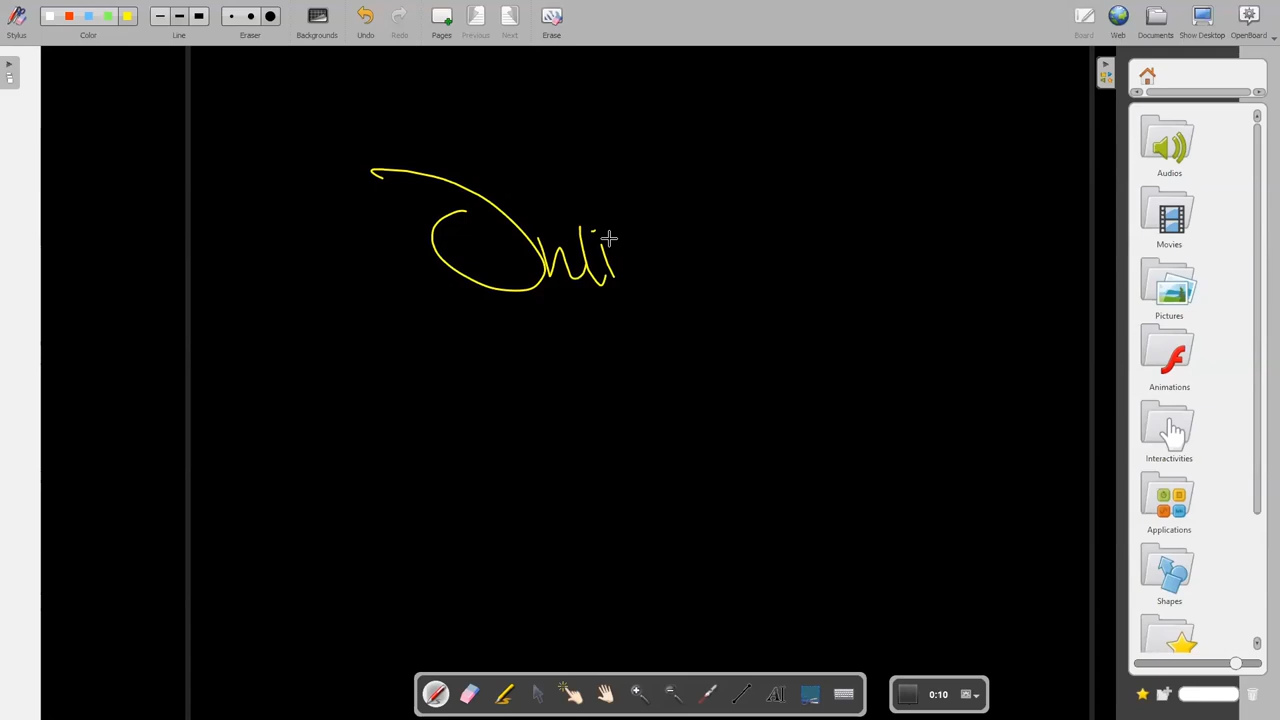 Stylus
Color
Line
Eraser
Backgrounds
Undo
Redo
Pages
Previous
Next
Erase
Board
Web
Documents
Show Desktop
OpenBoard
Audios
Movies
Pictures
Animations
Interactivities
Applications
Shapes
AI
0:10